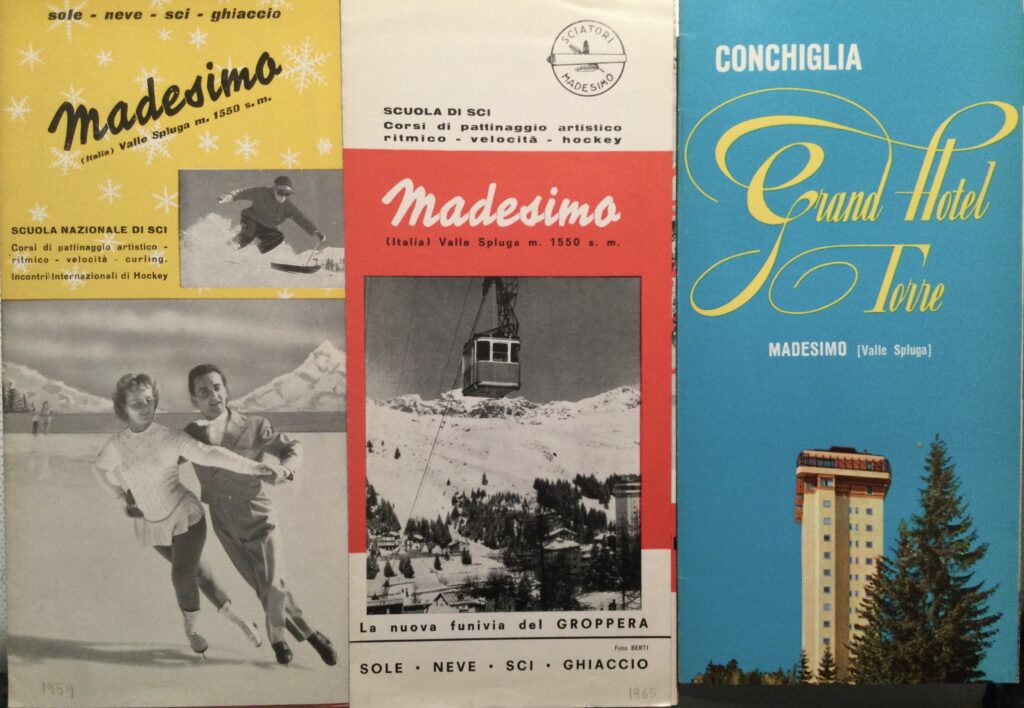 sole - neve - sci - ghiaccio
Madesimo
(Italia) Valle Spluga m. 1550 s. m.
SCUOLA NAZIONALE DI SCI
Corsi di pattinaggio artistico -
ritmico - velocità - curling.
Incontri Internazionali di Hockey
1959
SCIATORI
MADESIMO
SCUOLA DI SCI
Corsi di pattinaggio artistico
ritmico - velocità - hockey
Madesimo
(Italia) Valle Spluga m. 1550 s. m.
La nuova funivia del GROPPERA
Foto BERTI
SOLE · NEVE · SCI · GHIACCIO
1965
CONCHIGLIA
Grand Hotel
Torre
MADESIMO [Valle Spluga]